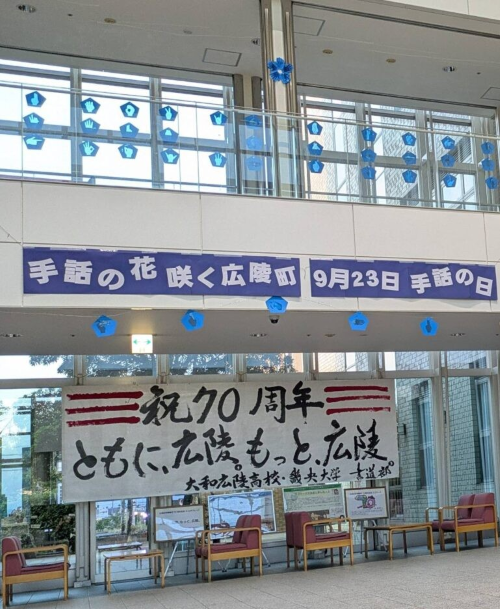 手話の花 咲く広陵町 9月23日 手話の日
祝70周年
ともに、広陵。もっと、広陵。
大和広陵高校・畿央大学 書道部。